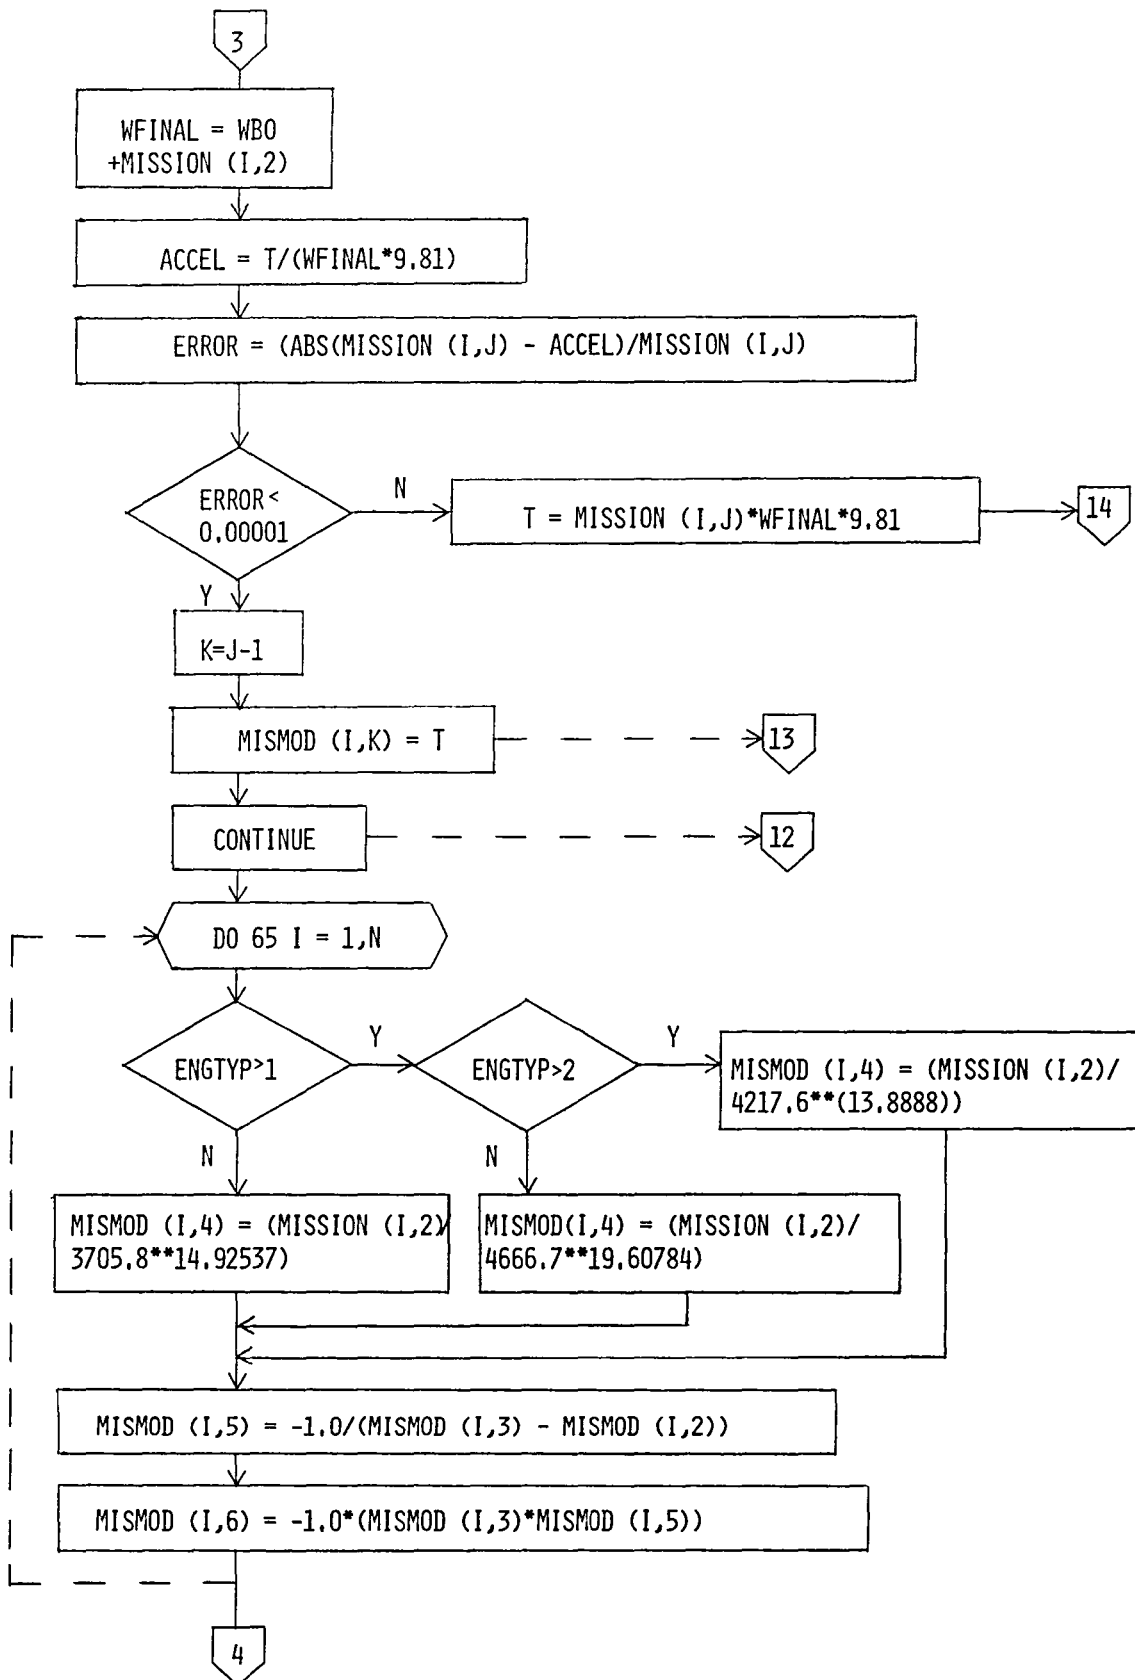 3
WFINAL = WBO
+MISSION (I,2)
ACCEL = T/(WFINAL*9.81)
ERROR = (ABS(MISSION (I,J) - ACCEL)/MISSION (I,J)
ERROR<
0.00001
N
T = MISSION (I,J)*WFINAL*9.81
14
Y
K=J-1
MISMOD (I,K) = T
13
CONTINUE
12
DO 65 I = 1,N
ENGTYP>1
Y
ENGTYP>2
Y
MISMOD (I,4) = (MISSION (I,2)/
4217.6**(13.8888))
N
N
MISMOD (I,4) = (MISSION (I,2)/
3705.8**14.92537)
MISMOD(I,4) = (MISSION (I,2)/
4666.7**19.60784)
MISMOD (I,5) = -1.0/(MISMOD (I,3) - MISMOD (I,2))
MISMOD (I,6) = -1.0*(MISMOD (I,3)*MISMOD (I,5))
4